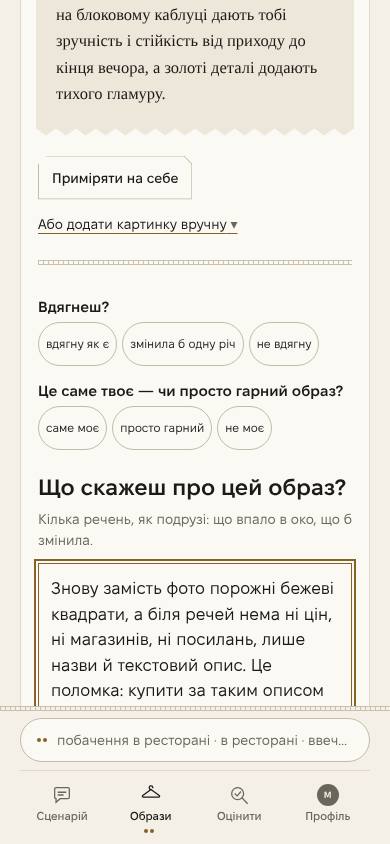 на блоковому каблуці дають тобі
зручність і стійкість від приходу до
кінця вечора, а золоті деталі додають
тихого гламуру.
Приміряти на себе
Або додати картинку вручну ▾
Вдягнеш?
вдягну як є
змінила б одну річ
не вдягну
Це саме твоє — чи просто гарний образ?
саме моє
просто гарний
не моє
Що скажеш про цей образ?
Кілька речень, як подрузі: що впало в око, що б
змінила.
Знову замість фото порожні бежеві
квадрати, а біля речей нема ні цін,
ні магазинів, ні посилань, лише
назви й текстовий опис. Це
поломка: купити за таким описом
побачення в ресторані · в ресторані · ввеч...
Сценарій
Образи
Оцінити
М
Профіль